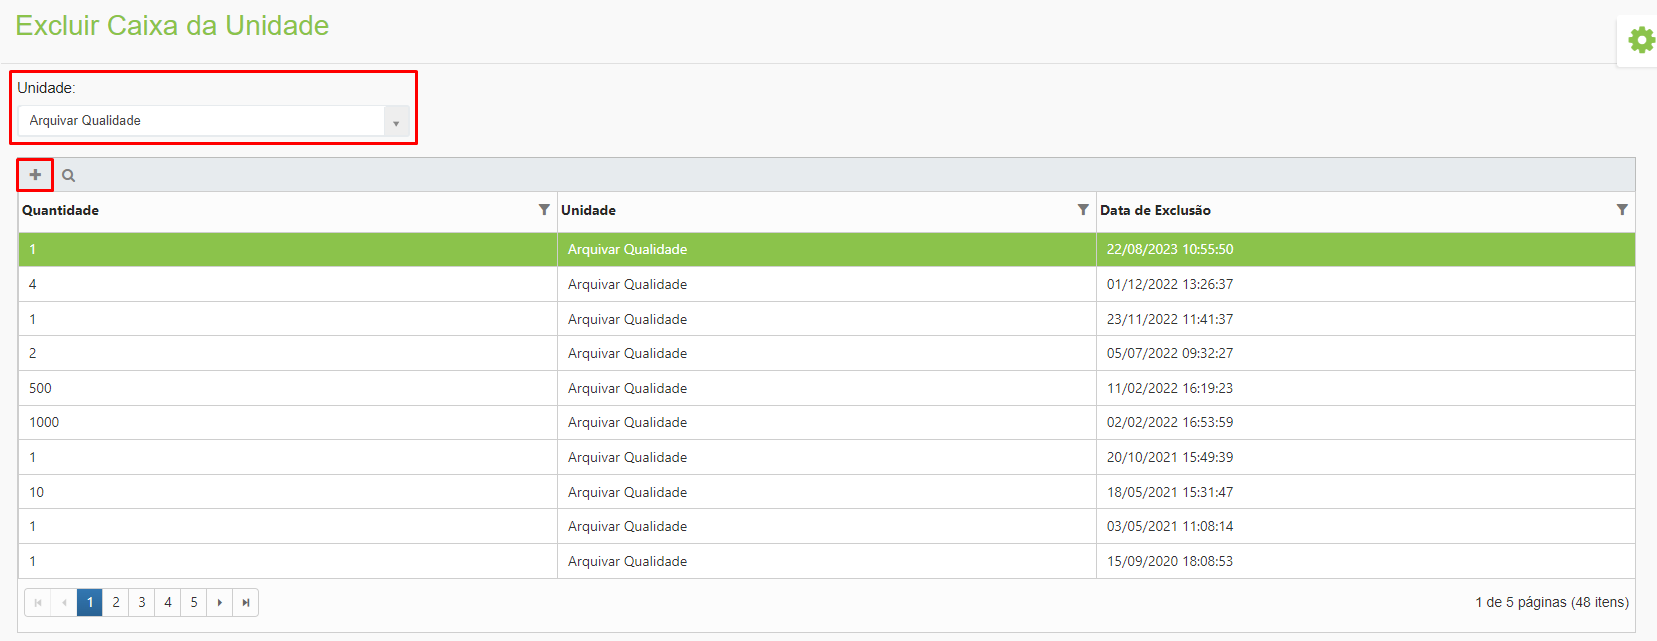 Excluir Caixa da Unidade
Unidade:
Arquivar Qualidade
Quantidade Unidade Data de Exclusão
1 Arquivar Qualidade 22/08/2023 10:55:50
4 Arquivar Qualidade 01/12/2022 13:26:37
1 Arquivar Qualidade 23/11/2022 11:41:37
2 Arquivar Qualidade 05/07/2022 09:32:27
500 Arquivar Qualidade 11/02/2022 16:19:23
1000 Arquivar Qualidade 02/02/2022 16:53:59
1 Arquivar Qualidade 20/10/2021 15:49:39
10 Arquivar Qualidade 18/05/2021 15:31:47
1 Arquivar Qualidade 03/05/2021 11:08:14
1 Arquivar Qualidade 15/09/2020 18:08:53
1 2 3 4 5 1 de 5 páginas (48 itens)